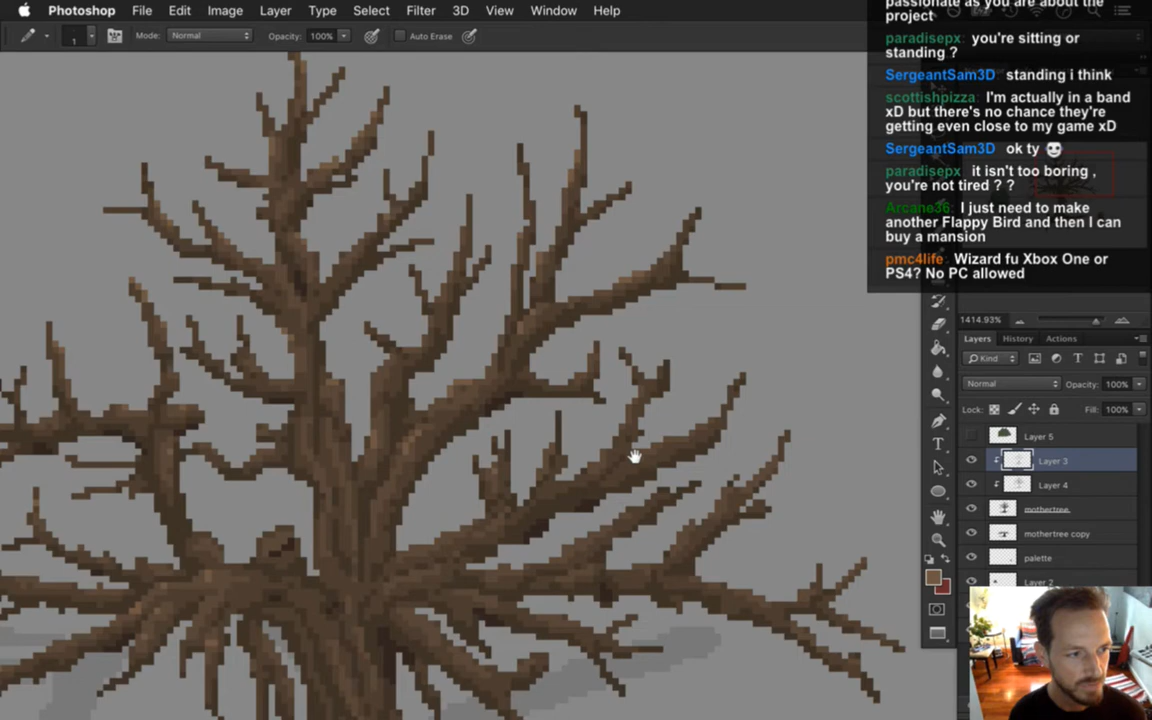 Photoshop File Edit Image Layer Type Select Filter 3D View Window Help
1 Mode: Normal Opacity: 100% Auto Erase
passionate as you are about the
project
paradisepx: you're sitting or
standing ?
SergeantSam3D standing i think
scottishpizza: I'm actually in a band
xD but there's no chance they're
getting even close to my game xD
SergeantSam3D ok ty
paradisepx: it isn't too boring ,
you're not tired ? ?
Arcane36: I just need to make
another Flappy Bird and then I can
buy a mansion
pmc4life: Wizard fu Xbox One or
PS4? No PC allowed
1414.93%
Layers History Actions
Kind
Normal Opacity: 100%
Lock: Fill: 100%
Layer 5
Layer 3
Layer 4
mothertree
mothertree copy
palette
Layer 2